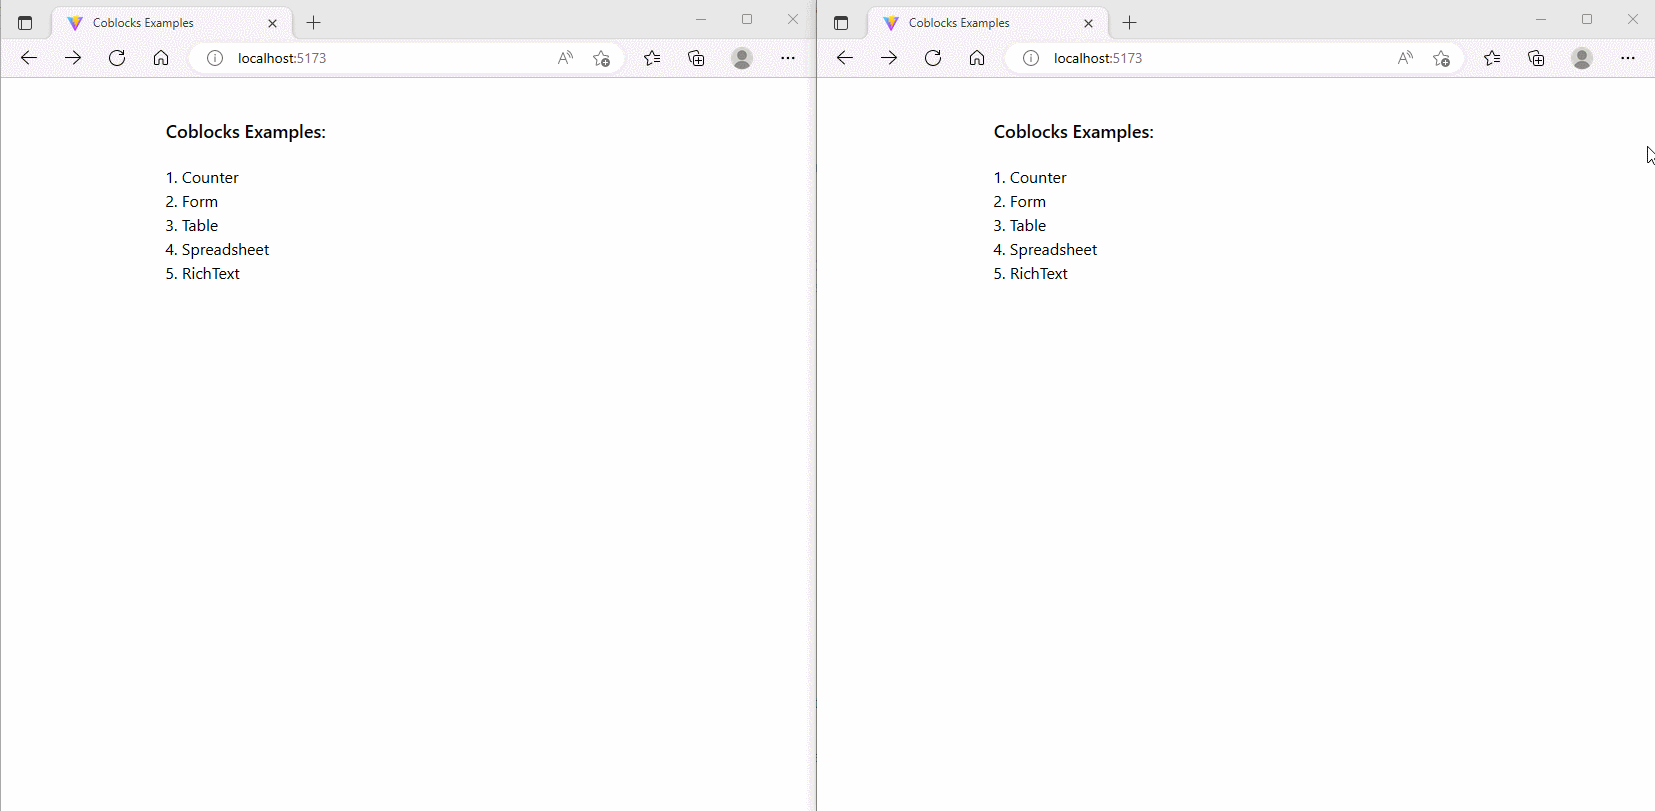 Coblocks Examples
localhost:5173
Coblocks Examples:
1. Counter
2. Form
3. Table
4. Spreadsheet
5. RichText
Coblocks Examples
localhost:5173
Coblocks Examples:
1. Counter
2. Form
3. Table
4. Spreadsheet
5. RichText